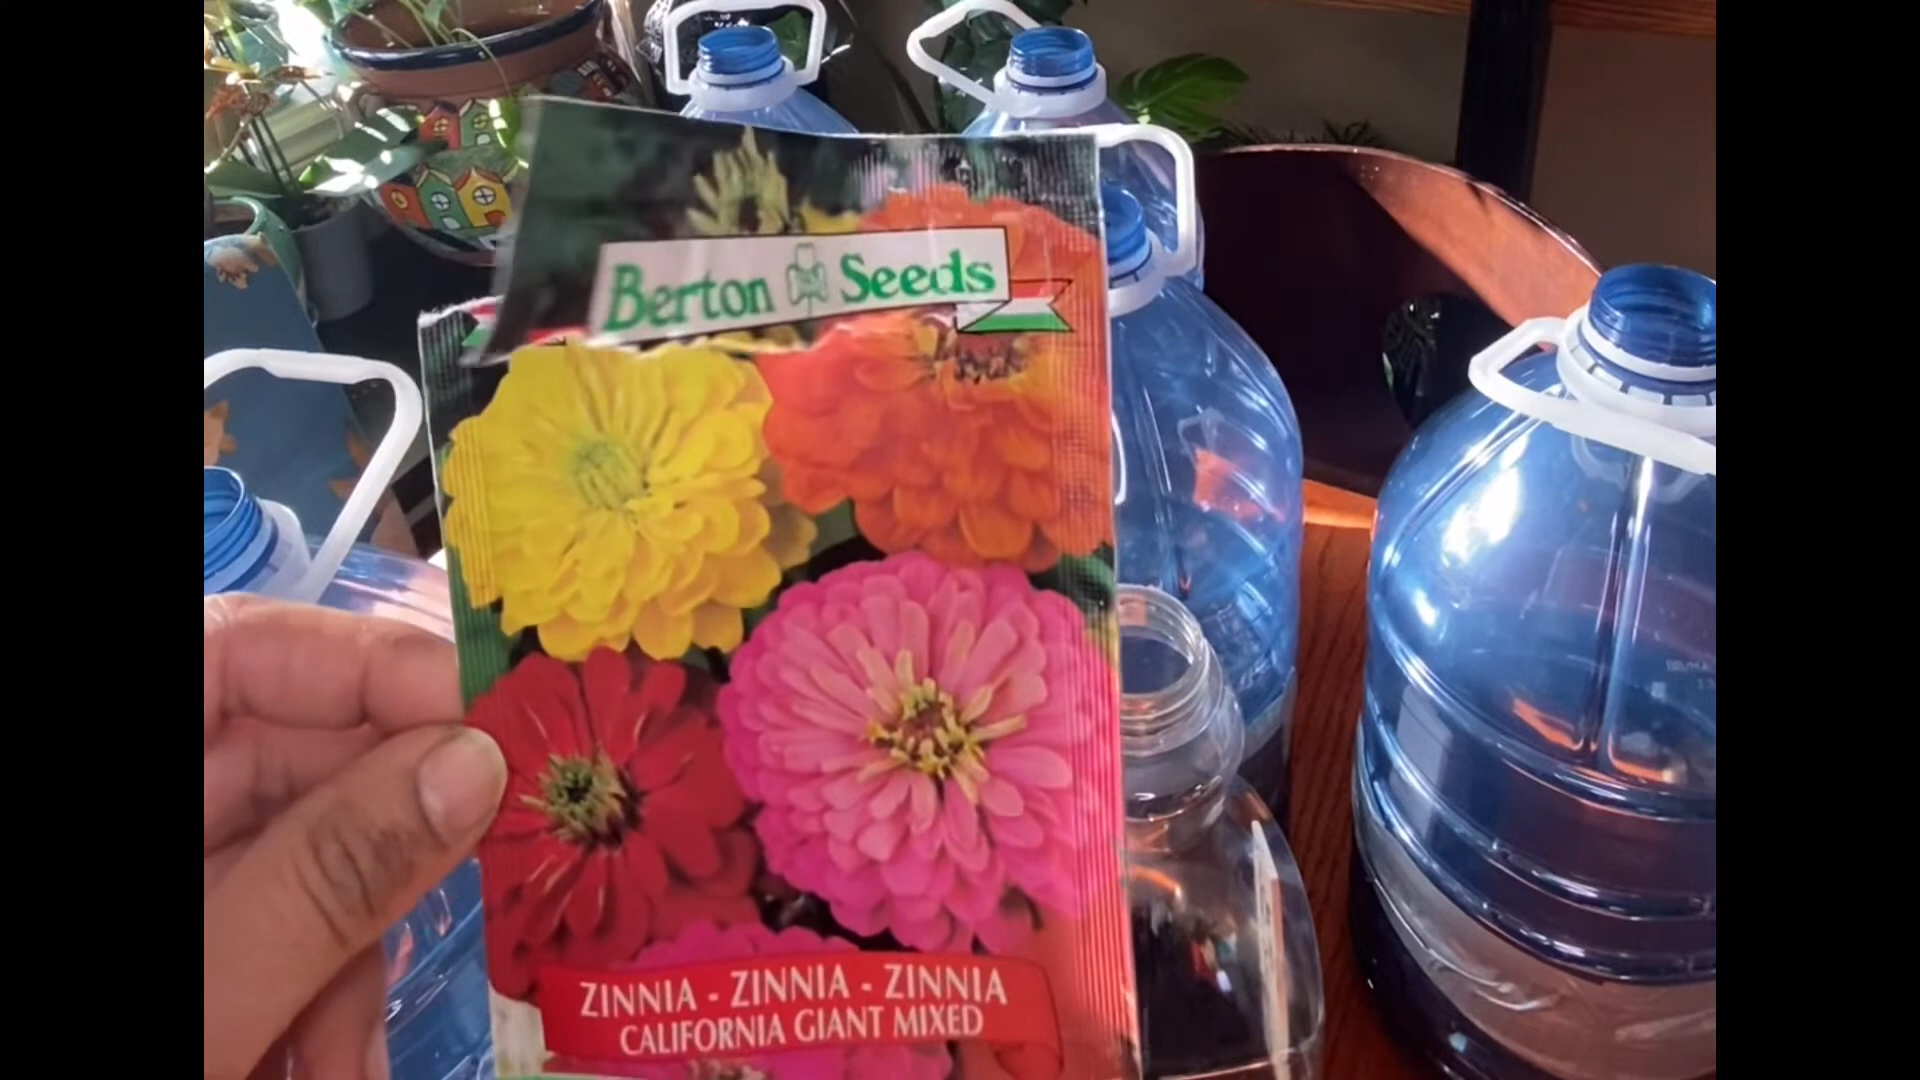 Berton Seeds
ZINNIA - ZINNIA - ZINNIA
CALIFORNIA GIANT MIXED